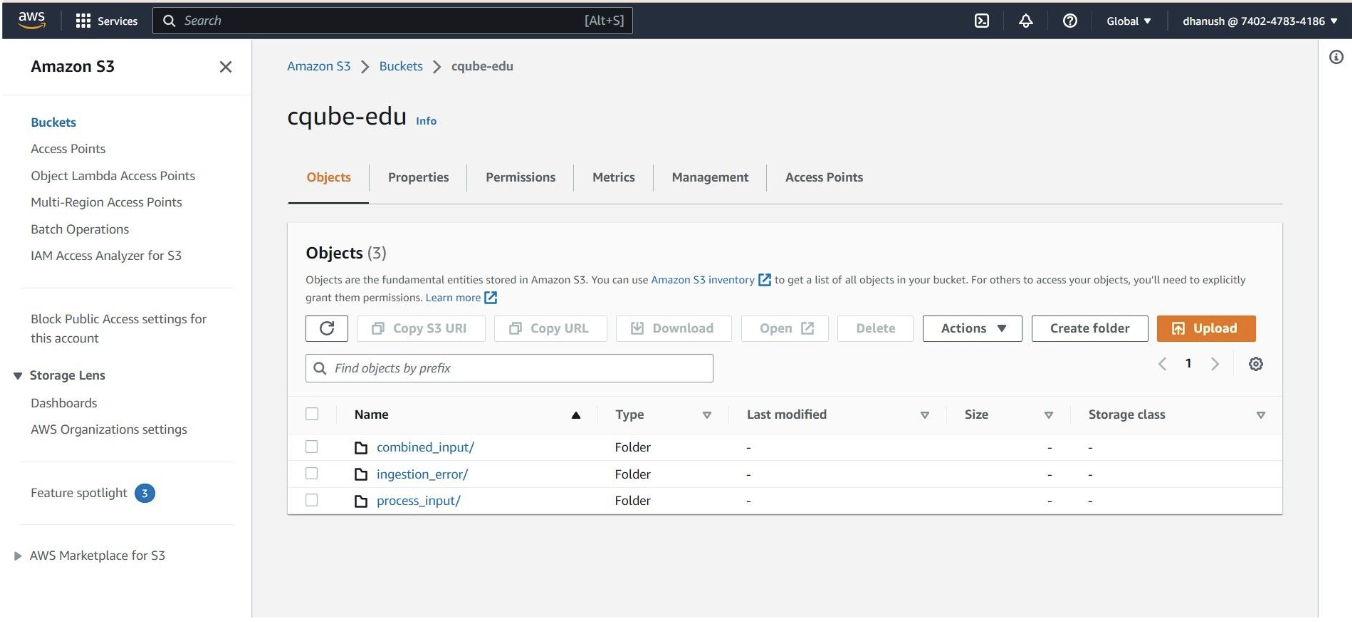 aws Services Search [Alt+S] Global dhanush @ 7402-4783-4186
Amazon S3
Buckets
Access Points
Object Lambda Access Points
Multi-Region Access Points
Batch Operations
IAM Access Analyzer for S3
Block Public Access settings for
this account
Storage Lens
Dashboards
AWS Organizations settings
Feature spotlight 3
AWS Marketplace for S3
Amazon S3 Buckets cqube-edu
cqube-edu Info
Objects Properties Permissions Metrics Management Access Points
Objects (3)
Objects are the fundamental entities stored in Amazon S3. You can use Amazon S3 inventory to get a list of all objects in your bucket. For others to access your objects, you'll need to explicitly
grant them permissions. Learn more
Copy S3 URI Copy URL Download Open Delete Actions Create folder Upload
Find objects by prefix 1
Name Type Last modified Size Storage class
combined_input/ Folder - - -
ingestion_error/ Folder - - -
process_input/ Folder - - -